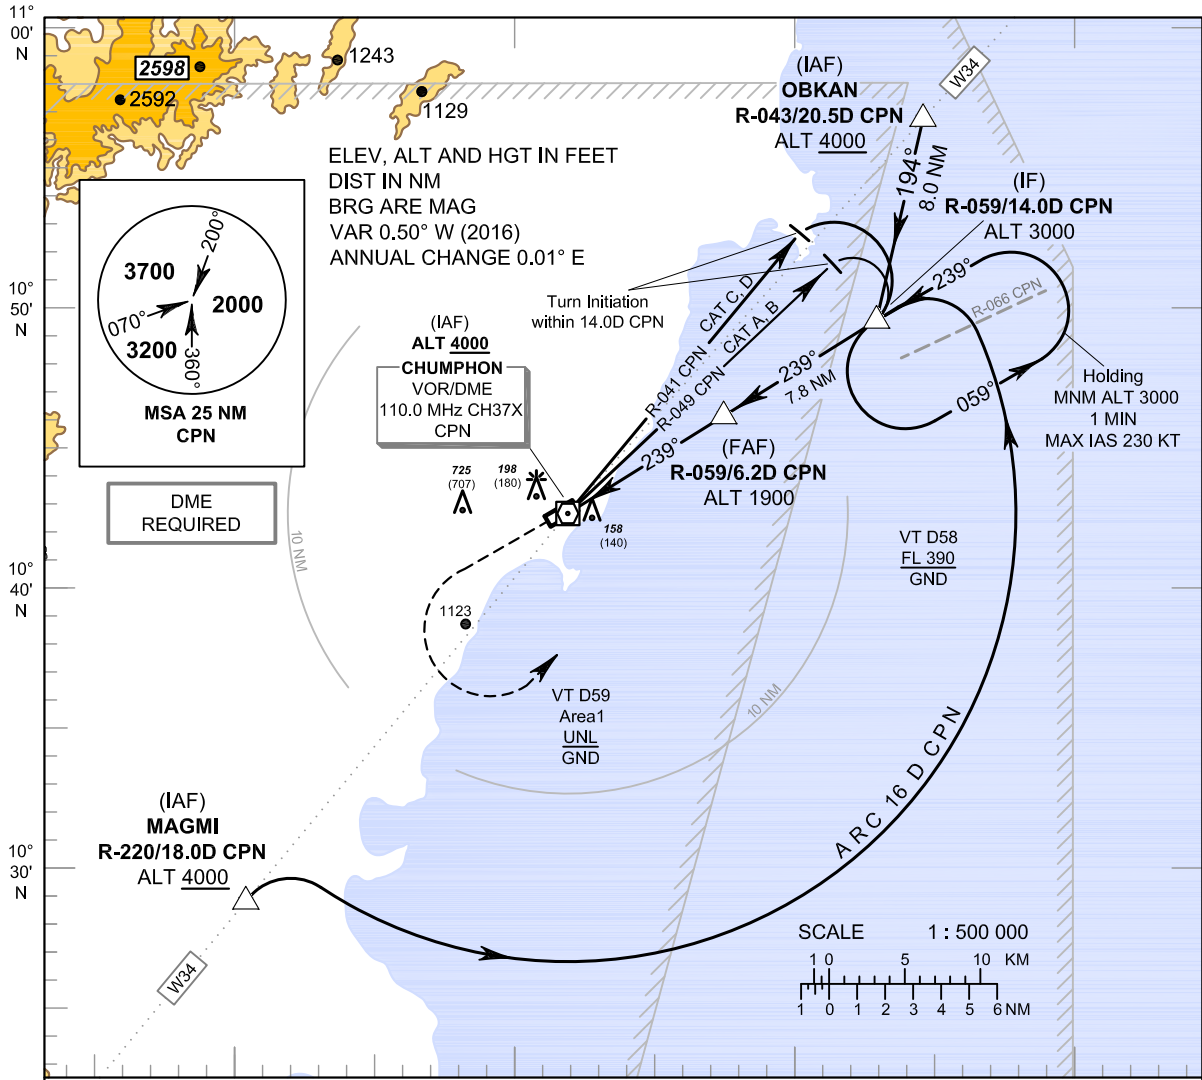 11°
00'
N
1243
2598
2592
1129
W34
(IAF)
OBKAN
R-043/20.5D CPN
ALT 4000
194°
8.0 NM
(IF)
R-059/14.0D CPN
ALT 3000
ELEV, ALT AND HGT IN FEET
DIST IN NM
BRG ARE MAG
VAR 0.50° W (2016)
ANNUAL CHANGE 0.01° E
200°
3700
2000
070°
3200
360°
MSA 25 NM
CPN
10°
50'
N
Turn Initiation
within 14.0D CPN
R-041 CPN CAT C, D
R-049 CPN CAT A, B
239°
R-066 CPN
059°
Holding
MNM ALT 3000
1 MIN
MAX IAS 230 KT
239°
7.8 NM
239°
(IAF)
ALT 4000
CHUMPHON
VOR/DME
110.0 MHz CH37X
CPN
(FAF)
R-059/6.2D CPN
ALT 1900
725
(707)
198
(180)
158
(140)
DME
REQUIRED
10 NM
VT D58
FL 390
GND
10°
40'
N
1123
VT D59
Area1
UNL
GND
10 NM
ARC 16 D CPN
(IAF)
MAGMI
R-220/18.0D CPN
ALT 4000
10°
30'
N
W34
SCALE 1 : 500 000
1 0 5 10 KM
1 0 1 2 3 4 5 6 NM